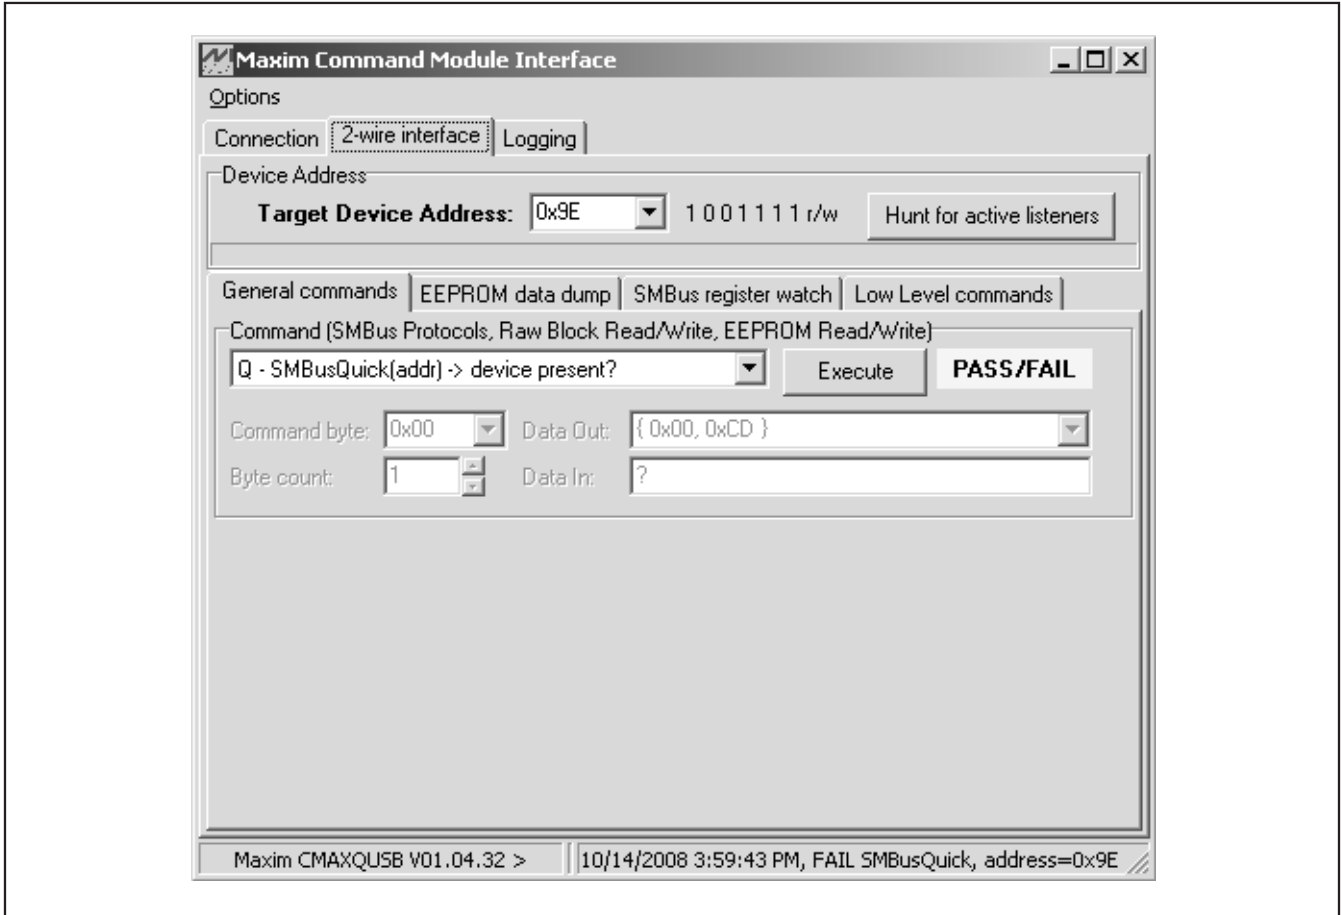 Maxim Command Module Interface
Options
Connection 2-wire interface Logging
Device Address
Target Device Address: 0x9E 1 0 0 1 1 1 1 r/w Hunt for active listeners
General commands EEPROM data dump SMBus register watch Low Level commands
Command (SMBus Protocols, Raw Block Read/Write, EEPROM Read/Write)
Q - SMBusQuick(addr) -> device present? Execute PASS/FAIL
Command byte: 0x00 Data Out: { 0x00, 0xCD }
Byte count: 1 Data In: ?
Maxim CMAXQUSB V01.04.32 > 10/14/2008 3:59:43 PM, FAIL SMBusQuick, address=0x9E